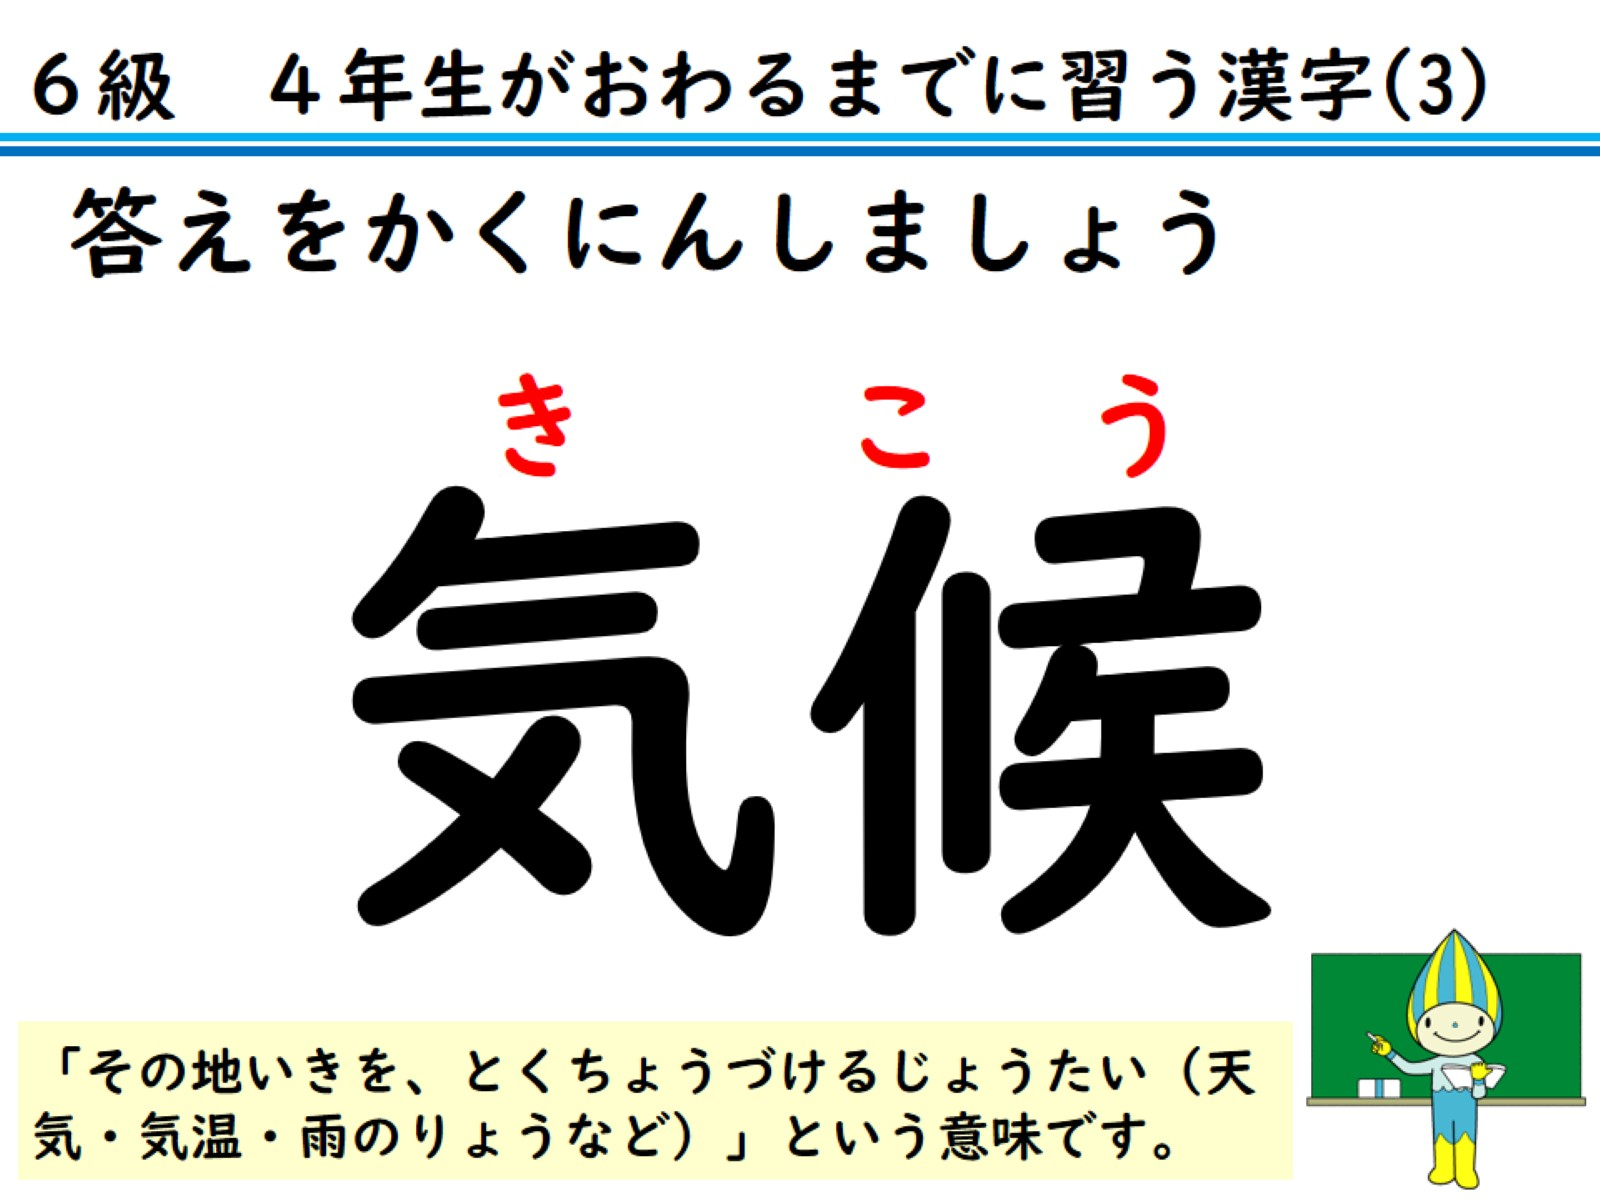 ６級　４年生がおわるまでに習う漢字(3)
答えをかくにんしましょう
き こ う
気候
「その地いきを、とくちょうづけるじょうたい（天
気・気温・雨のりょうなど）」という意味です。